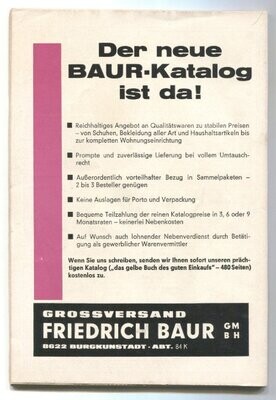 Der neue
BAUR-Katalog
ist da!
Reichhaltiges Angebot an Qualitätswaren zu stabilen Preisen
- von Schuhen, Bekleidung aller Art und Haushaltsartikeln bis
zur kompletten Wohnungseinrichtung
Prompte und zuverlässige Lieferung bei vollem Umtausch-
recht
Außerordentlich vorteilhafter Bezug in Sammelpaketen -
2 bis 3 Besteller genügen
Keine Auslagen für Porto und Verpackung
Bequeme Teilzahlung der reinen Katalogpreise in 3, 6 oder 9
Monatsraten - keinerlei Nebenkosten
Auf Wunsch auch lohnender Nebenverdienst durch Betäti-
gung als gewerblicher Warenvermittler
Wenn Sie uns schreiben, senden wir Ihnen sofort unseren präch-
tigen Katalog („das gelbe Buch des guten Einkaufs" - 480 Seiten)
kostenlos zu.
GROSSVERSAND
FRIEDRICH BAUR GM
BH
8622 BURGKUNSTADT - ABT. 84 K